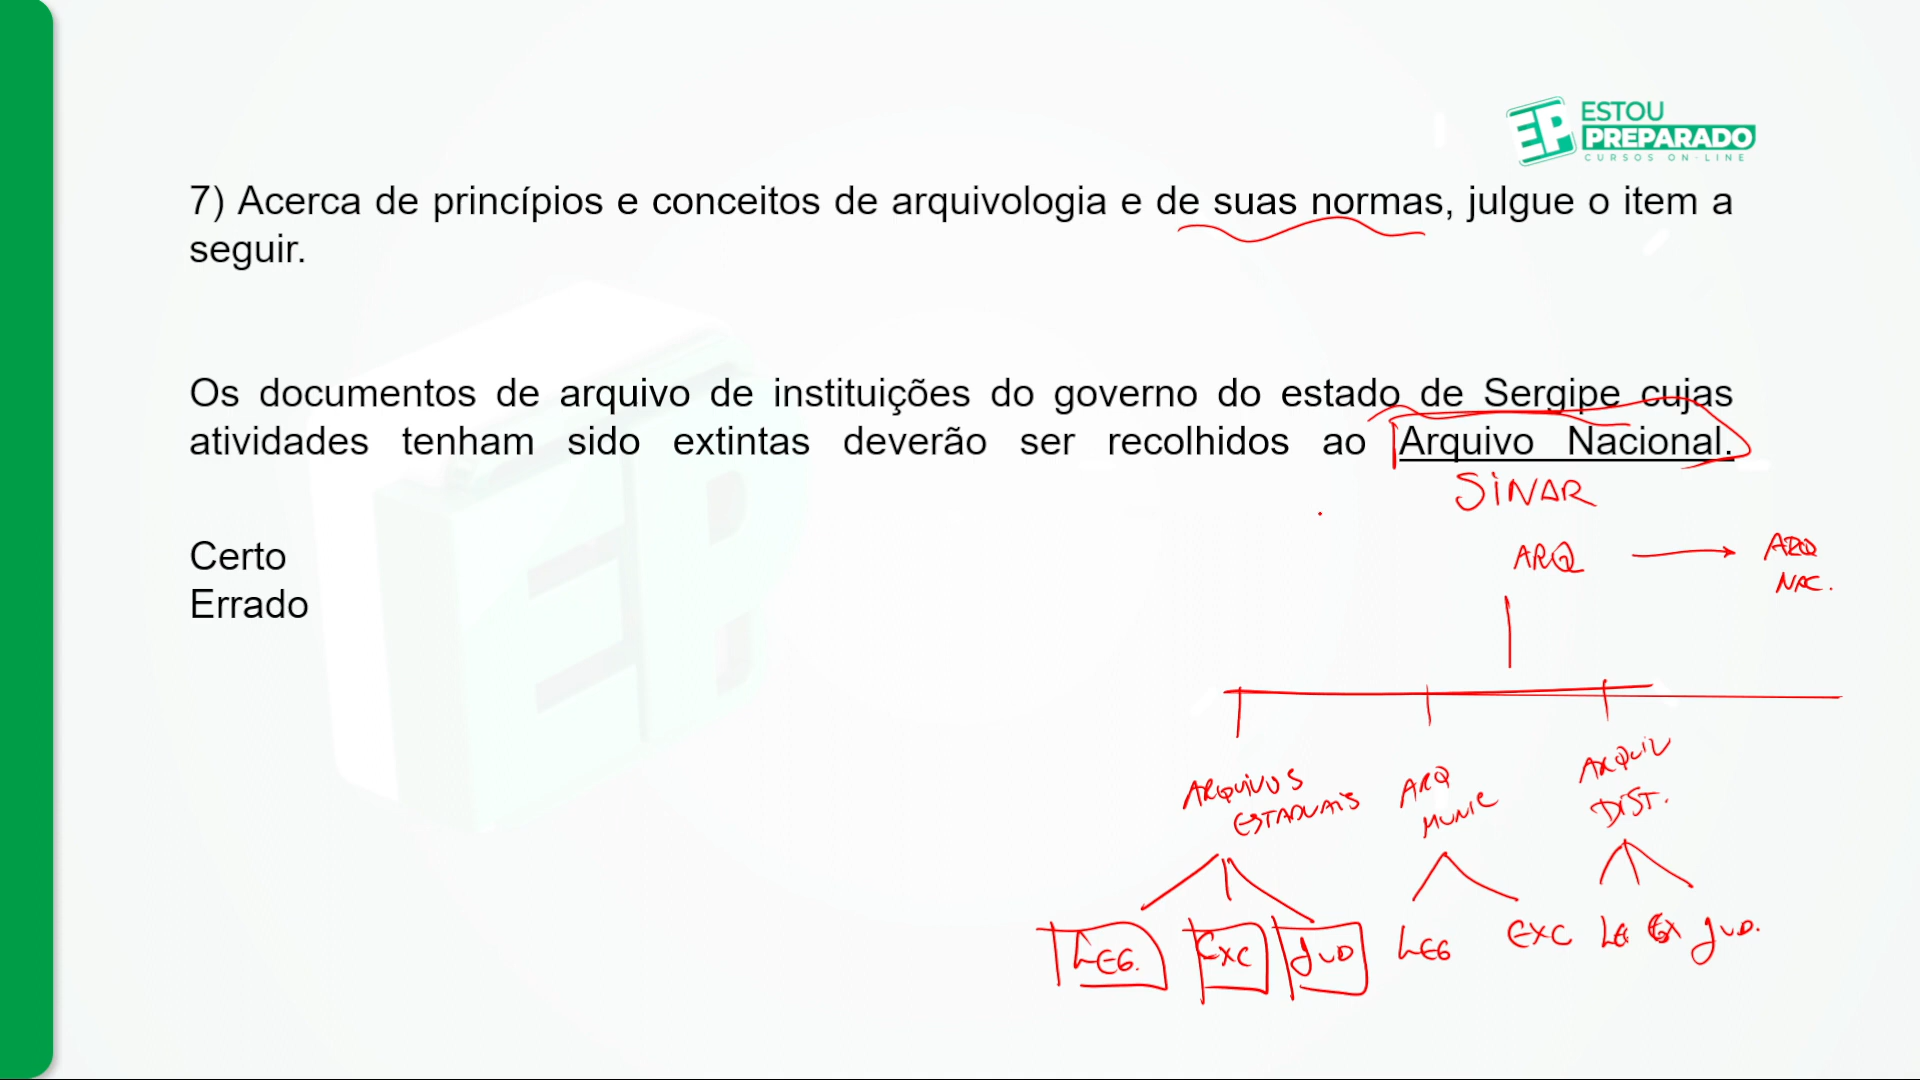 ESTOU
PREPARADO
CURSOS ON-LINE
7) Acerca de princípios e conceitos de arquivologia e de suas normas, julgue o item a
seguir.
Os documentos de arquivo de instituições do governo do estado de Sergipe cujas
atividades tenham sido extintas deverão ser recolhidos ao Arquivo Nacional.
SINAR
ARQ
ARQ
NAC.
Certo
Errado
ARQUIVOS
ESTADUAIS
ARQ
MUNIC
ARQUIV
DIST.
LEG. EXC JUD LEG EXC LE EX JUD.
EP